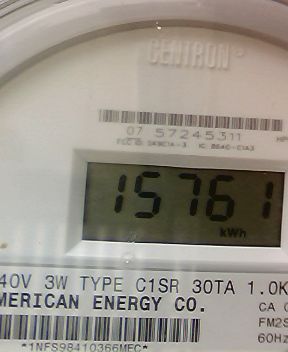 CENTRON®
07 57245311
15761
kWh
40V 3W TYPE C1SR 30TA 1.0K
MERICAN ENERGY CO.
CA
FM2S
60Hz
*1NFS98410366MEC*